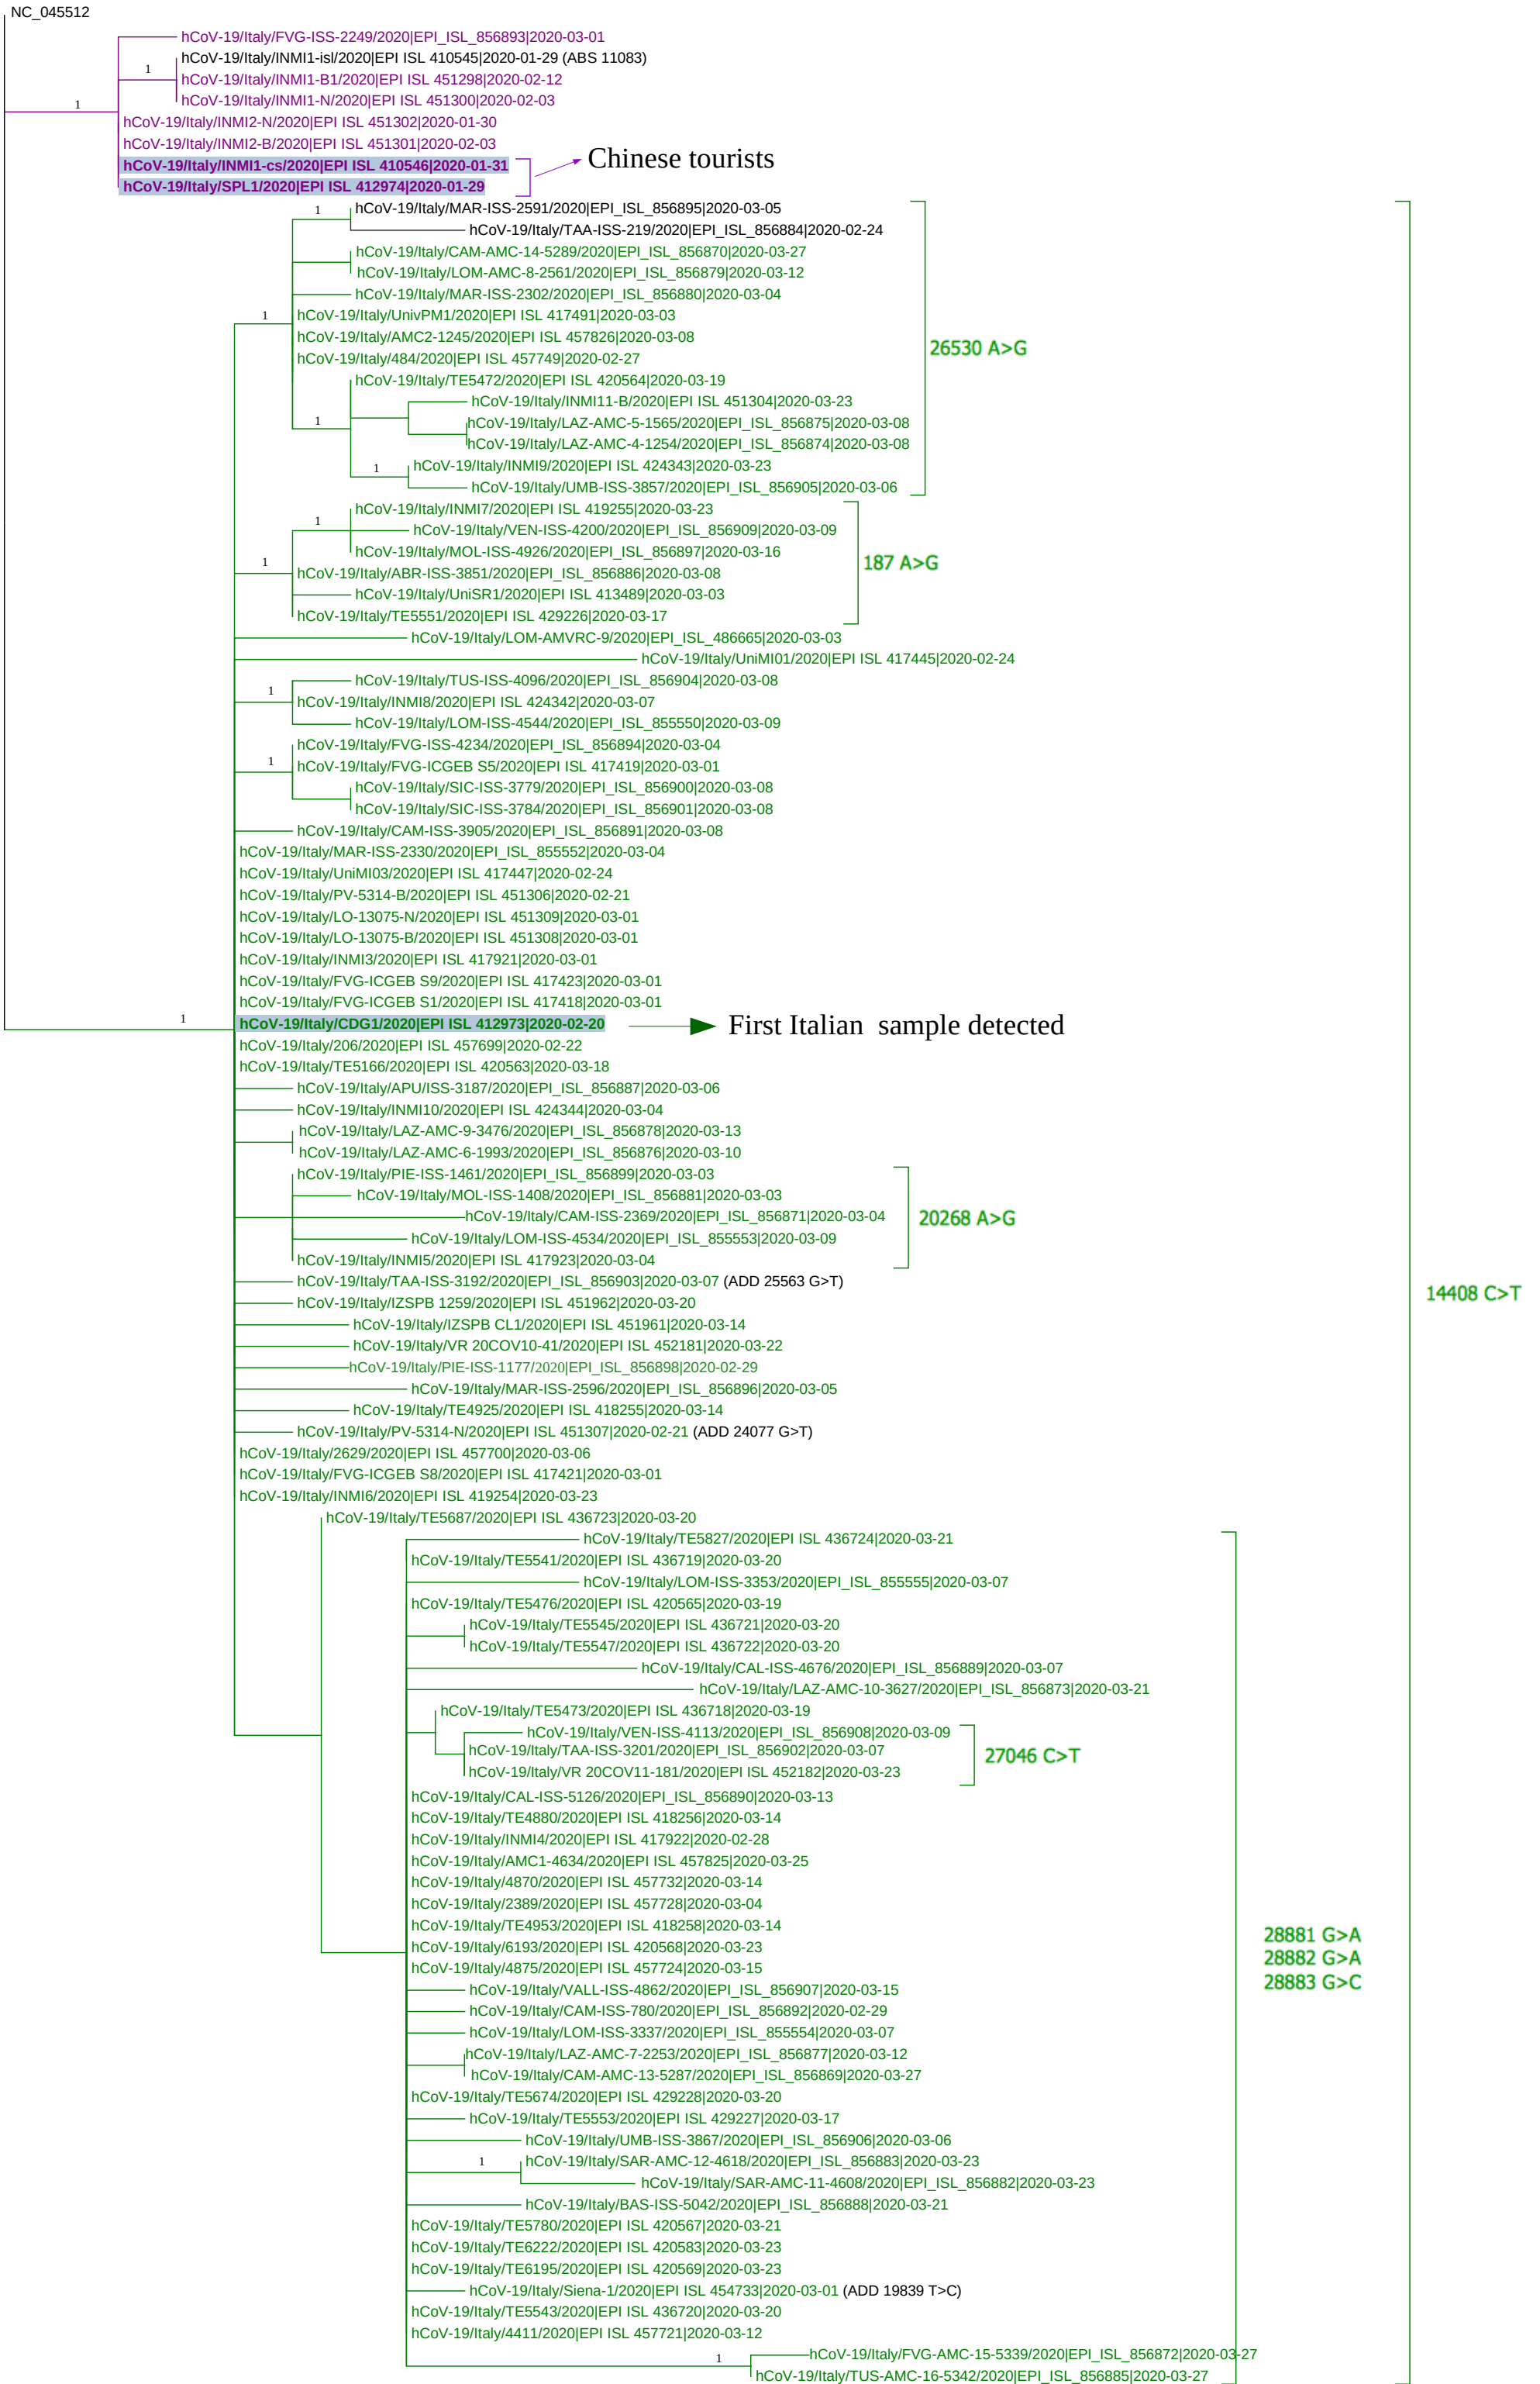 NC_045512
hCoV-19/Italy/FVG-ISS-2249/2020|EPI_ISL_856893|2020-03-01
hCoV-19/Italy/INMI1-isl/2020|EPI ISL 410545|2020-01-29 (ABS 11083)
1
hCoV-19/Italy/INMI1-B1/2020|EPI ISL 451298|2020-02-12
hCoV-19/Italy/INMI1-N/2020|EPI ISL 451300|2020-02-03
1
hCoV-19/Italy/INMI2-N/2020|EPI ISL 451302|2020-01-30
hCoV-19/Italy/INMI2-B/2020|EPI ISL 451301|2020-02-03
hCoV-19/Italy/INMI1-cs/2020|EPI ISL 410546|2020-01-31
Chinese tourists
hCoV-19/Italy/SPL1/2020|EPI ISL 412974|2020-01-29
1
hCoV-19/Italy/MAR-ISS-2591/2020|EPI_ISL_856895|2020-03-05
hCoV-19/Italy/TAA-ISS-219/2020|EPI_ISL_856884|2020-02-24
hCoV-19/Italy/CAM-AMC-14-5289/2020|EPI_ISL_856870|2020-03-27
hCoV-19/Italy/LOM-AMC-8-2561/2020|EPI_ISL_856879|2020-03-12
hCoV-19/Italy/MAR-ISS-2302/2020|EPI_ISL_856880|2020-03-04
1
hCoV-19/Italy/UnivPM1/2020|EPI ISL 417491|2020-03-03
hCoV-19/Italy/AMC2-1245/2020|EPI ISL 457826|2020-03-08
26530 A>G
hCoV-19/Italy/484/2020|EPI ISL 457749|2020-02-27
hCoV-19/Italy/TE5472/2020|EPI ISL 420564|2020-03-19
hCoV-19/Italy/INMI11-B/2020|EPI ISL 451304|2020-03-23
1
hCoV-19/Italy/LAZ-AMC-5-1565/2020|EPI_ISL_856875|2020-03-08
hCoV-19/Italy/LAZ-AMC-4-1254/2020|EPI_ISL_856874|2020-03-08
1
hCoV-19/Italy/INMI9/2020|EPI ISL 424343|2020-03-23
hCoV-19/Italy/UMB-ISS-3857/2020|EPI_ISL_856905|2020-03-06
hCoV-19/Italy/INMI7/2020|EPI ISL 419255|2020-03-23
1
hCoV-19/Italy/VEN-ISS-4200/2020|EPI_ISL_856909|2020-03-09
hCoV-19/Italy/MOL-ISS-4926/2020|EPI_ISL_856897|2020-03-16
1
187 A>G
hCoV-19/Italy/ABR-ISS-3851/2020|EPI_ISL_856886|2020-03-08
hCoV-19/Italy/UniSR1/2020|EPI ISL 413489|2020-03-03
hCoV-19/Italy/TE5551/2020|EPI ISL 429226|2020-03-17
hCoV-19/Italy/LOM-AMVRC-9/2020|EPI_ISL_486665|2020-03-03
hCoV-19/Italy/UniMI01/2020|EPI ISL 417445|2020-02-24
hCoV-19/Italy/TUS-ISS-4096/2020|EPI_ISL_856904|2020-03-08
1
hCoV-19/Italy/INMI8/2020|EPI ISL 424342|2020-03-07
hCoV-19/Italy/LOM-ISS-4544/2020|EPI_ISL_855550|2020-03-09
hCoV-19/Italy/FVG-ISS-4234/2020|EPI_ISL_856894|2020-03-04
1
hCoV-19/Italy/FVG-ICGEB S5/2020|EPI ISL 417419|2020-03-01
hCoV-19/Italy/SIC-ISS-3779/2020|EPI_ISL_856900|2020-03-08
hCoV-19/Italy/SIC-ISS-3784/2020|EPI_ISL_856901|2020-03-08
hCoV-19/Italy/CAM-ISS-3905/2020|EPI_ISL_856891|2020-03-08
hCoV-19/Italy/MAR-ISS-2330/2020|EPI_ISL_855552|2020-03-04
hCoV-19/Italy/UniMI03/2020|EPI ISL 417447|2020-02-24
hCoV-19/Italy/PV-5314-B/2020|EPI ISL 451306|2020-02-21
hCoV-19/Italy/LO-13075-N/2020|EPI ISL 451309|2020-03-01
hCoV-19/Italy/LO-13075-B/2020|EPI ISL 451308|2020-03-01
hCoV-19/Italy/INMI3/2020|EPI ISL 417921|2020-03-01
hCoV-19/Italy/FVG-ICGEB S9/2020|EPI ISL 417423|2020-03-01
hCoV-19/Italy/FVG-ICGEB S1/2020|EPI ISL 417418|2020-03-01
1
hCoV-19/Italy/CDG1/2020|EPI ISL 412973|2020-02-20
First Italian sample detected
hCoV-19/Italy/206/2020|EPI ISL 457699|2020-02-22
hCoV-19/Italy/TE5166/2020|EPI ISL 420563|2020-03-18
hCoV-19/Italy/APU/ISS-3187/2020|EPI_ISL_856887|2020-03-06
hCoV-19/Italy/INMI10/2020|EPI ISL 424344|2020-03-04
hCoV-19/Italy/LAZ-AMC-9-3476/2020|EPI_ISL_856878|2020-03-13
hCoV-19/Italy/LAZ-AMC-6-1993/2020|EPI_ISL_856876|2020-03-10
hCoV-19/Italy/PIE-ISS-1461/2020|EPI_ISL_856899|2020-03-03
hCoV-19/Italy/MOL-ISS-1408/2020|EPI_ISL_856881|2020-03-03
hCoV-19/Italy/CAM-ISS-2369/2020|EPI_ISL_856871|2020-03-04
20268 A>G
hCoV-19/Italy/LOM-ISS-4534/2020|EPI_ISL_855553|2020-03-09
hCoV-19/Italy/INMI5/2020|EPI ISL 417923|2020-03-04
hCoV-19/Italy/TAA-ISS-3192/2020|EPI_ISL_856903|2020-03-07 (ADD 25563 G>T)
14408 C>T
hCoV-19/Italy/IZSPB 1259/2020|EPI ISL 451962|2020-03-20
hCoV-19/Italy/IZSPB CL1/2020|EPI ISL 451961|2020-03-14
hCoV-19/Italy/VR 20COV10-41/2020|EPI ISL 452181|2020-03-22
hCoV-19/Italy/PIE-ISS-1177/2020|EPI_ISL_856898|2020-02-29
hCoV-19/Italy/MAR-ISS-2596/2020|EPI_ISL_856896|2020-03-05
hCoV-19/Italy/TE4925/2020|EPI ISL 418255|2020-03-14
hCoV-19/Italy/PV-5314-N/2020|EPI ISL 451307|2020-02-21 (ADD 24077 G>T)
hCoV-19/Italy/2629/2020|EPI ISL 457700|2020-03-06
hCoV-19/Italy/FVG-ICGEB S8/2020|EPI ISL 417421|2020-03-01
hCoV-19/Italy/INMI6/2020|EPI ISL 419254|2020-03-23
hCoV-19/Italy/TE5687/2020|EPI ISL 436723|2020-03-20
hCoV-19/Italy/TE5827/2020|EPI ISL 436724|2020-03-21
hCoV-19/Italy/TE5541/2020|EPI ISL 436719|2020-03-20
hCoV-19/Italy/LOM-ISS-3353/2020|EPI_ISL_855555|2020-03-07
hCoV-19/Italy/TE5476/2020|EPI ISL 420565|2020-03-19
hCoV-19/Italy/TE5545/2020|EPI ISL 436721|2020-03-20
hCoV-19/Italy/TE5547/2020|EPI ISL 436722|2020-03-20
hCoV-19/Italy/CAL-ISS-4676/2020|EPI_ISL_856889|2020-03-07
hCoV-19/Italy/LAZ-AMC-10-3627/2020|EPI_ISL_856873|2020-03-21
hCoV-19/Italy/TE5473/2020|EPI ISL 436718|2020-03-19
hCoV-19/Italy/VEN-ISS-4113/2020|EPI_ISL_856908|2020-03-09
hCoV-19/Italy/TAA-ISS-3201/2020|EPI_ISL_856902|2020-03-07
27046 C>T
hCoV-19/Italy/VR 20COV11-181/2020|EPI ISL 452182|2020-03-23
hCoV-19/Italy/CAL-ISS-5126/2020|EPI_ISL_856890|2020-03-13
hCoV-19/Italy/TE4880/2020|EPI ISL 418256|2020-03-14
hCoV-19/Italy/INMI4/2020|EPI ISL 417922|2020-02-28
hCoV-19/Italy/AMC1-4634/2020|EPI ISL 457825|2020-03-25
hCoV-19/Italy/4870/2020|EPI ISL 457732|2020-03-14
hCoV-19/Italy/2389/2020|EPI ISL 457728|2020-03-04
hCoV-19/Italy/TE4953/2020|EPI ISL 418258|2020-03-14
28881 G>A
hCoV-19/Italy/6193/2020|EPI ISL 420568|2020-03-23
28882 G>A
hCoV-19/Italy/4875/2020|EPI ISL 457724|2020-03-15
28883 G>C
hCoV-19/Italy/VALL-ISS-4862/2020|EPI_ISL_856907|2020-03-15
hCoV-19/Italy/CAM-ISS-780/2020|EPI_ISL_856892|2020-02-29
hCoV-19/Italy/LOM-ISS-3337/2020|EPI_ISL_855554|2020-03-07
hCoV-19/Italy/LAZ-AMC-7-2253/2020|EPI_ISL_856877|2020-03-12
hCoV-19/Italy/CAM-AMC-13-5287/2020|EPI_ISL_856869|2020-03-27
hCoV-19/Italy/TE5674/2020|EPI ISL 429228|2020-03-20
hCoV-19/Italy/TE5553/2020|EPI ISL 429227|2020-03-17
hCoV-19/Italy/UMB-ISS-3867/2020|EPI_ISL_856906|2020-03-06
1
hCoV-19/Italy/SAR-AMC-12-4618/2020|EPI_ISL_856883|2020-03-23
hCoV-19/Italy/SAR-AMC-11-4608/2020|EPI_ISL_856882|2020-03-23
hCoV-19/Italy/BAS-ISS-5042/2020|EPI_ISL_856888|2020-03-21
hCoV-19/Italy/TE5780/2020|EPI ISL 420567|2020-03-21
hCoV-19/Italy/TE6222/2020|EPI ISL 420583|2020-03-23
hCoV-19/Italy/TE6195/2020|EPI ISL 420569|2020-03-23
hCoV-19/Italy/Siena-1/2020|EPI ISL 454733|2020-03-01 (ADD 19839 T>C)
hCoV-19/Italy/TE5543/2020|EPI ISL 436720|2020-03-20
hCoV-19/Italy/4411/2020|EPI ISL 457721|2020-03-12
1
hCoV-19/Italy/FVG-AMC-15-5339/2020|EPI_ISL_856872|2020-03-27
hCoV-19/Italy/TUS-AMC-16-5342/2020|EPI_ISL_856885|2020-03-27